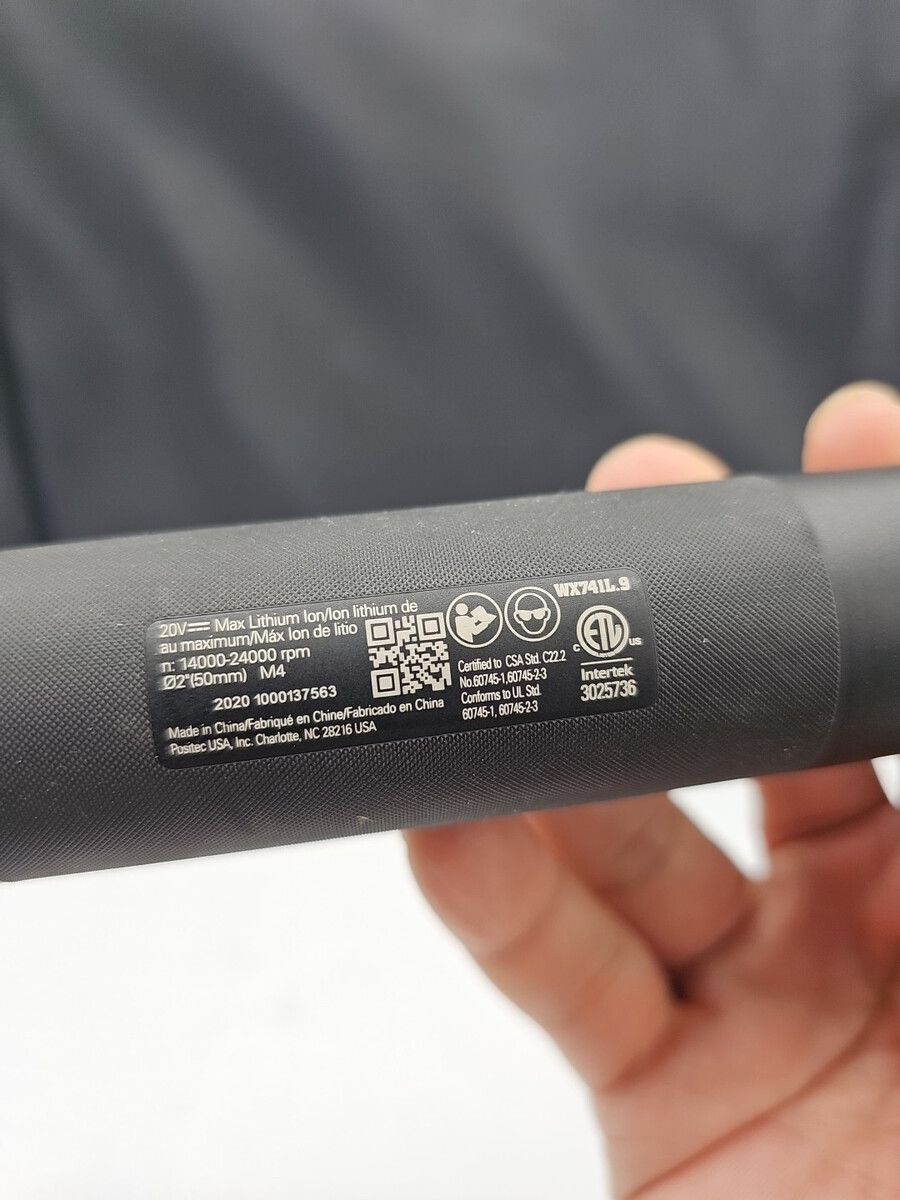 20V⎓ Max Lithium Ion/Ion lithium de
au maximum/Máx Ion de litio
n: 14000-24000 rpm
Ø2"(50mm) M4
2020 1000137563
Made in China/Fabriqué en Chine/Fabricado en China
Positec USA, Inc. Charlotte, NC 28216 USA
WX741L.9
Certified to CSA Std. C22.2
No.60745-1,60745-2-3
Conforms to UL Std.
60745-1, 60745-2-3
C ETL US
LISTED
Intertek
3025736